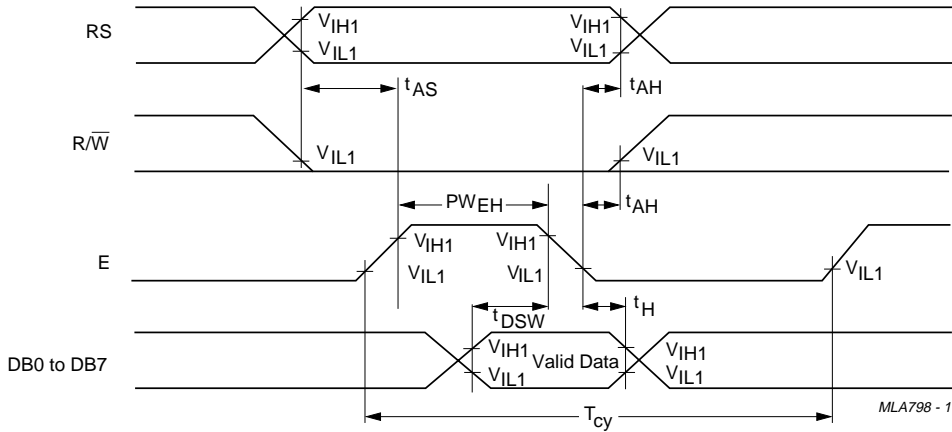 RS
VIH1
VIL1
VIH1
VIL1
tAS
tAH
R/W̅
VIL1
VIL1
PWEH
tAH
E
VIH1
VIH1
VIL1
VIL1
VIL1
tDSW
tH
DB0 to DB7
VIH1
VIL1
Valid Data
VIH1
VIL1
Tcy
MLA798 - 1